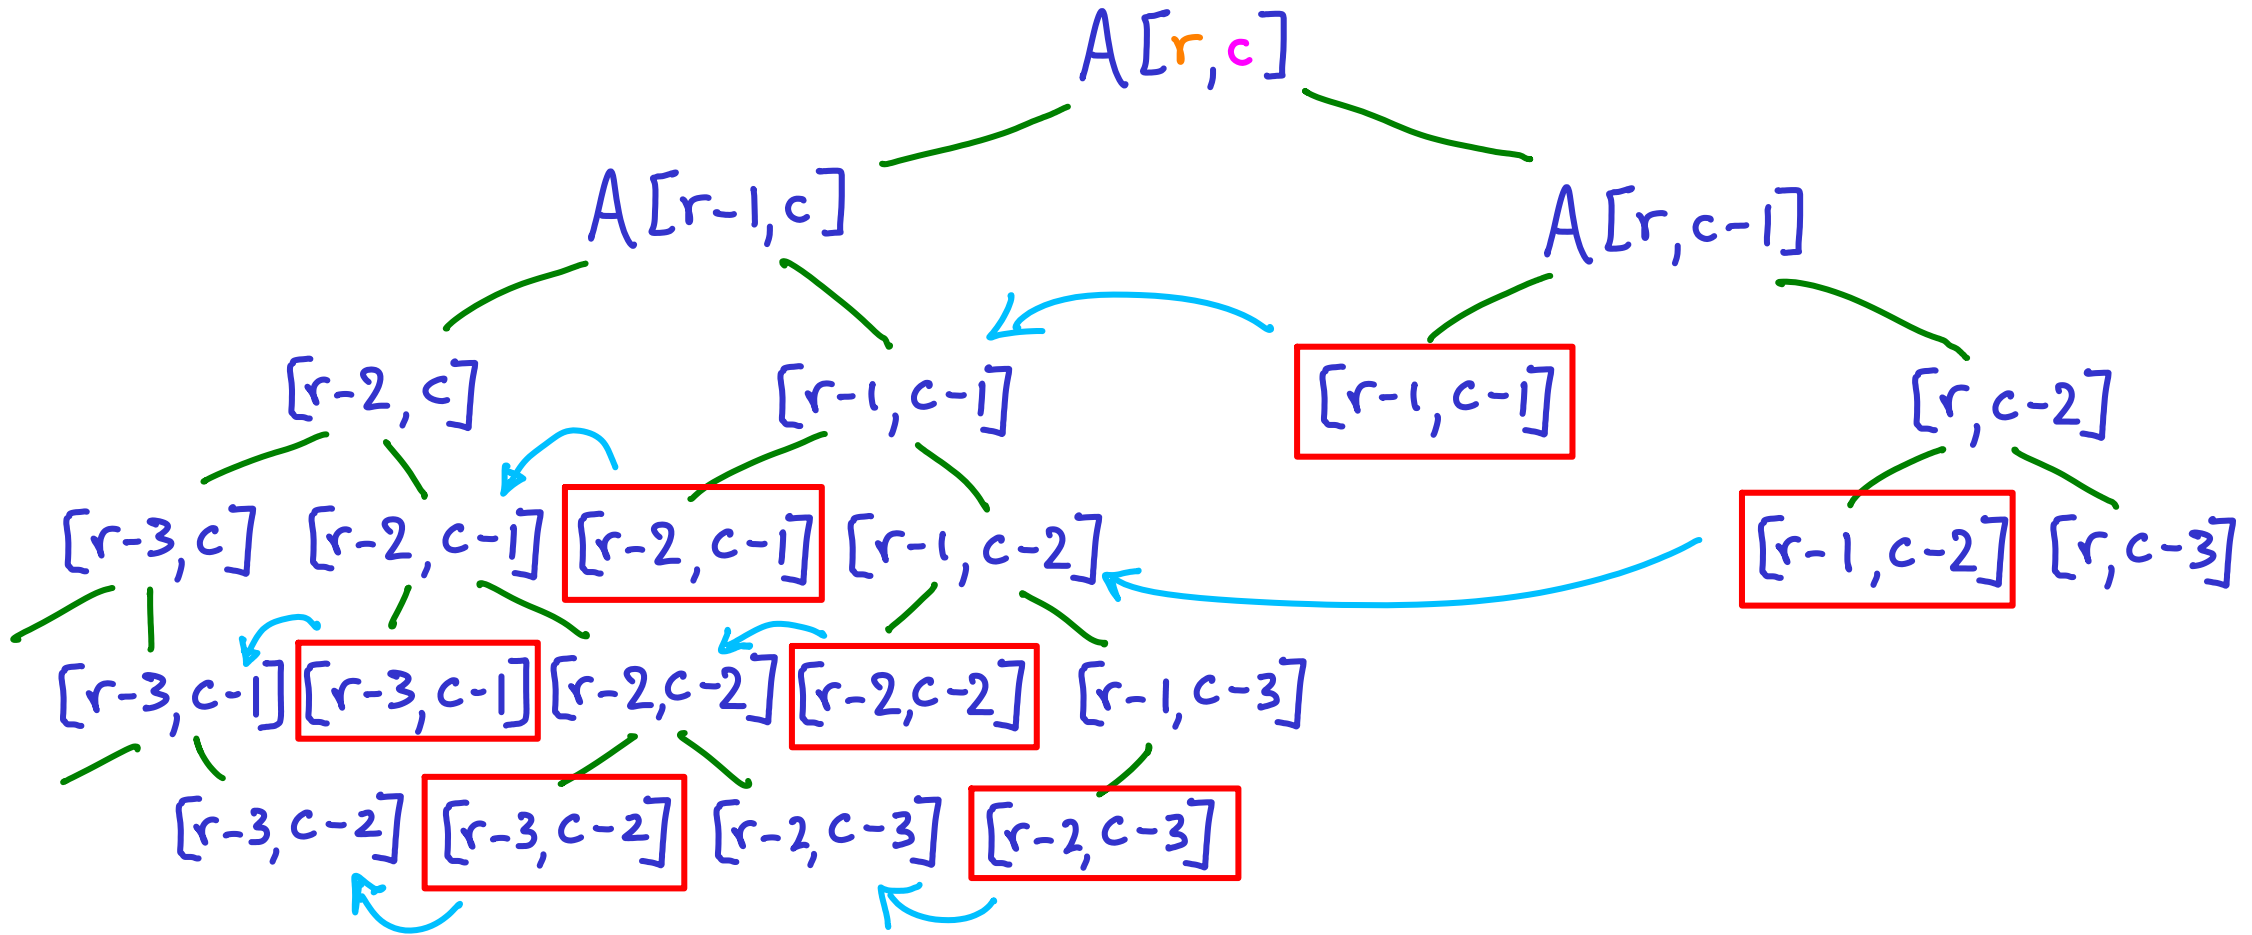 A[r,c]
A[r-1,c] A[r,c-1]
[r-2,c] [r-1,c-1] [r-1,c-1] [r,c-2]
[r-3,c] [r-2,c-1] [r-2,c-1] [r-1,c-2] [r-1,c-2] [r,c-3]
[r-3,c-1] [r-3,c-1] [r-2,c-2] [r-2,c-2] [r-1,c-3]
[r-3,c-2] [r-3,c-2] [r-2,c-3] [r-2,c-3]